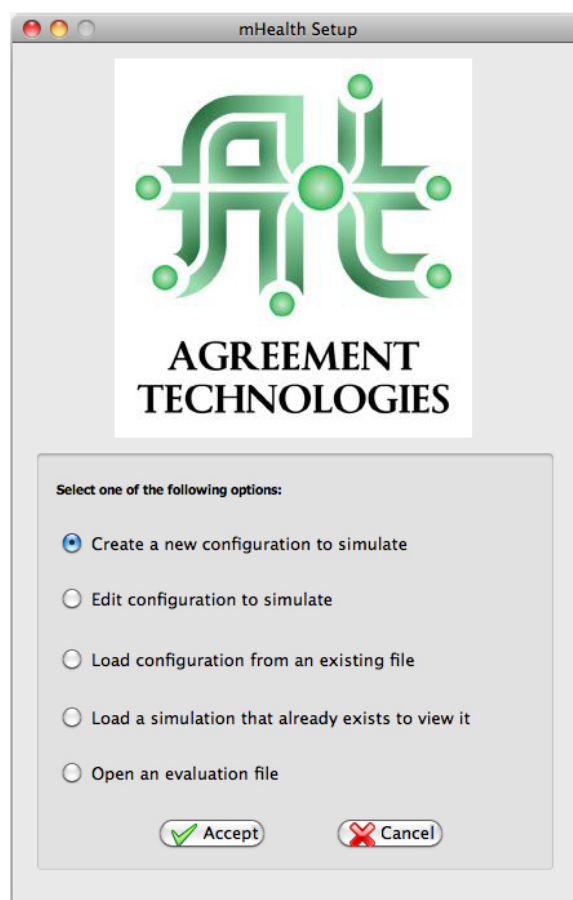 mHealth Setup
AGREEMENT
TECHNOLOGIES
Select one of the following options:
Create a new configuration to simulate
Edit configuration to simulate
Load configuration from an existing file
Load a simulation that already exists to view it
Open an evaluation file
Accept Cancel